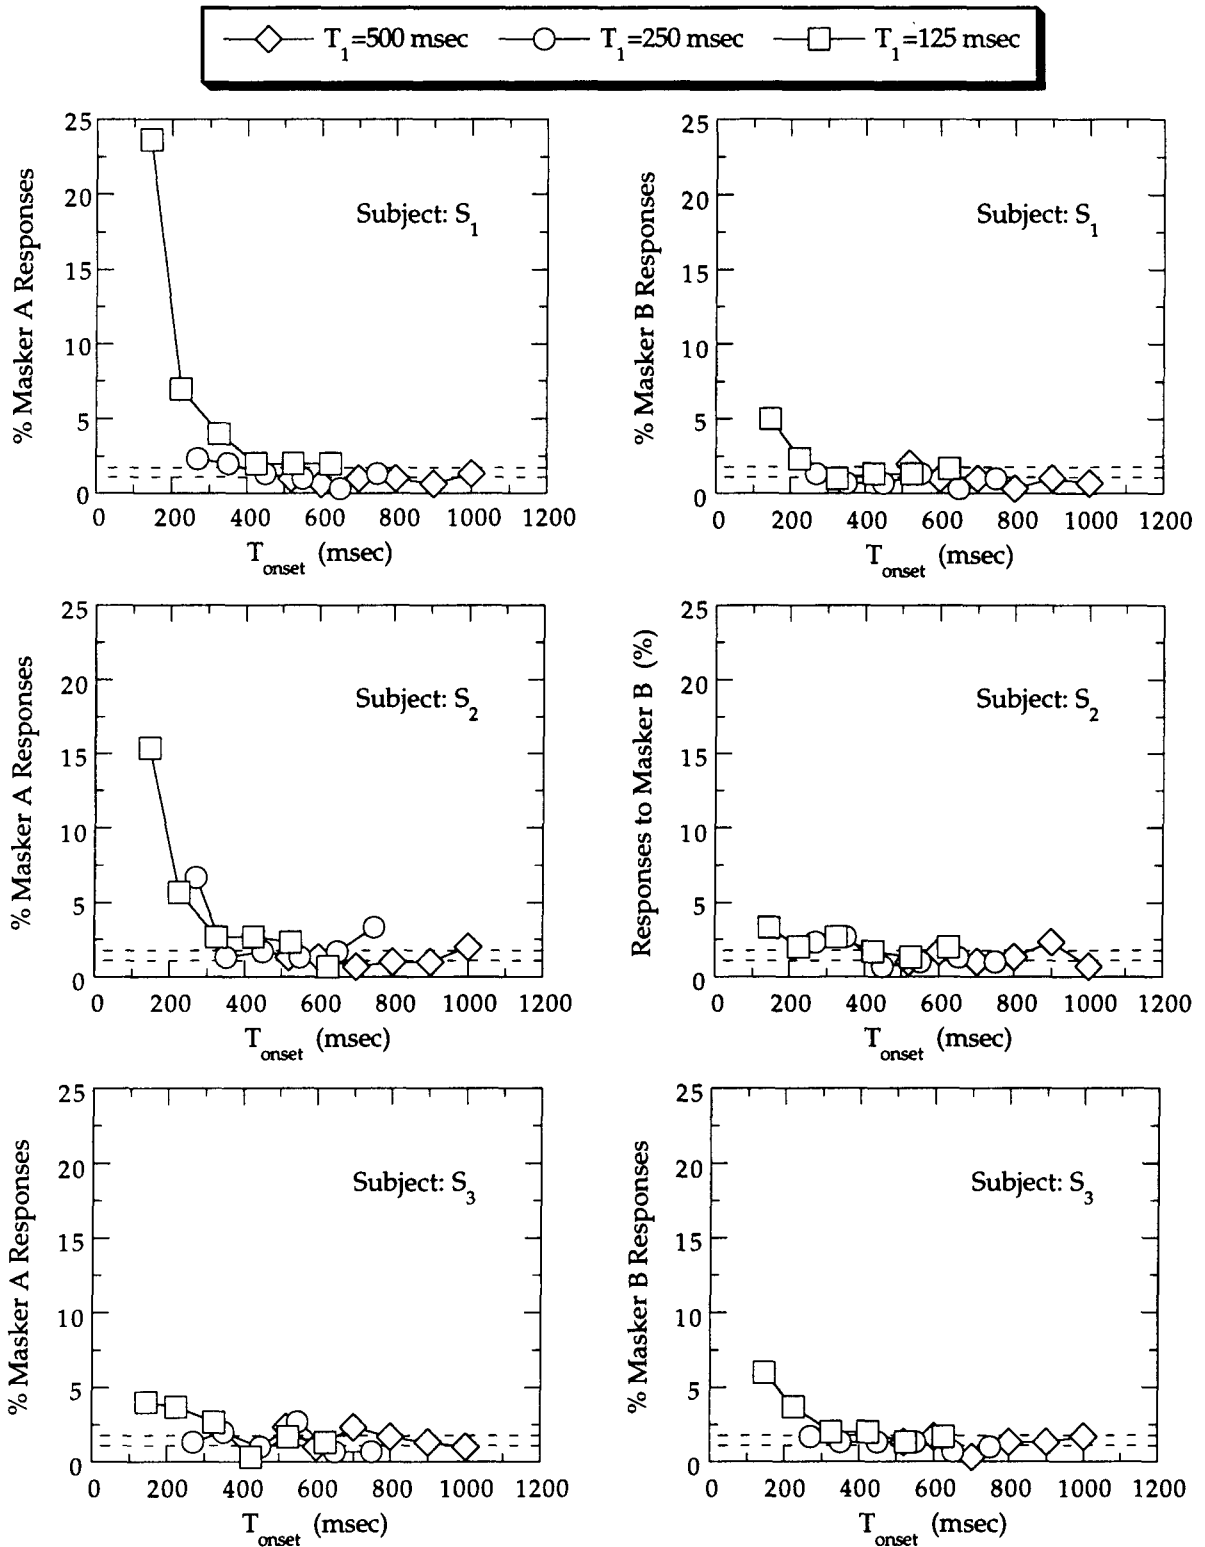 T1=500 msec T1=250 msec T1=125 msec
% Masker A Responses
25
20
15
10
5
0
Subject: S1
0 200 400 600 800 1000 1200
Tonset (msec)
% Masker B Responses
25
20
15
10
5
0
Subject: S1
0 200 400 600 800 1000 1200
Tonset (msec)
% Masker A Responses
25
20
15
10
5
0
Subject: S2
0 200 400 600 800 1000 1200
Tonset (msec)
Responses to Masker B (%)
25
20
15
10
5
0
Subject: S2
0 200 400 600 800 1000 1200
Tonset (msec)
% Masker A Responses
25
20
15
10
5
0
Subject: S3
0 200 400 600 800 1000 1200
Tonset (msec)
% Masker B Responses
25
20
15
10
5
0
Subject: S3
0 200 400 600 800 1000 1200
Tonset (msec)